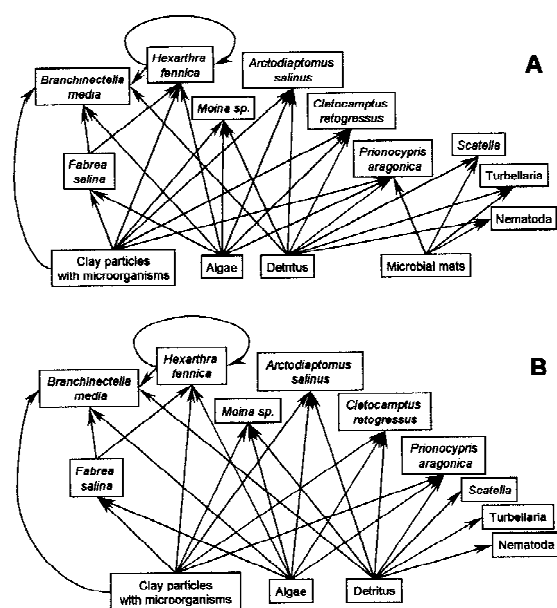 A
Hexarthra
fennica
Arctodiaptomus
salinus
Branchinectella
media
Moina sp.
Cletocamptus
retogressus
Prionocypris
aragonica
Scatella
Fabrea
salina
Turbellaria
Nematoda
Clay particles
with microorganisms
Algae
Detritus
Microbial mats
B
Hexarthra
fennica
Arctodiaptomus
salinus
Branchinectella
media
Moina sp.
Cletocamptus
retogressus
Prionocypris
aragonica
Fabrea
salina
Scatella
Turbellaria
Nematoda
Clay particles
with microorganisms
Algae
Detritus